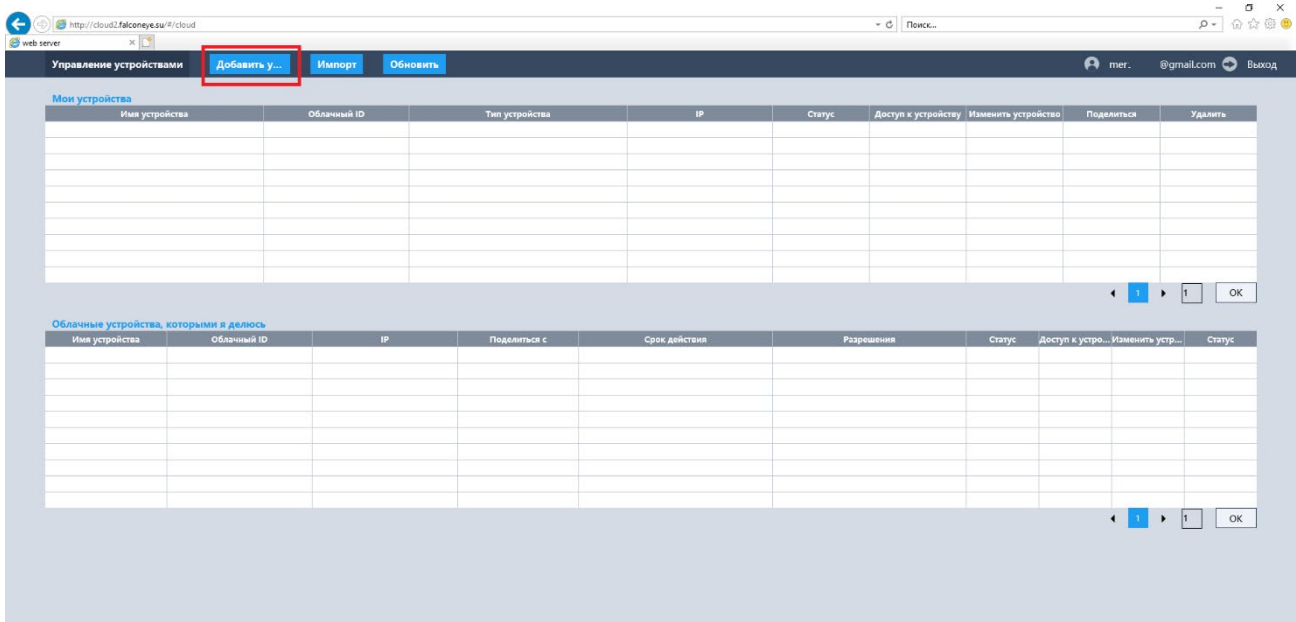 http://cloud2.falconeye.su/#/cloud
Поиск...
web server
Управление устройствами Добавить у... Импорт Обновить mer. @gmail.com Выход
Мои устройства
Имя устройства Облачный ID Тип устройства IP Статус Доступ к устройству Изменить устройство Поделиться Удалить
1 1 OK
Облачные устройства, которыми я делюсь
Имя устройства Облачный ID IP Поделиться с Срок действия Разрешения Статус Доступ к устро... Изменить устр... Статус
1 1 OK